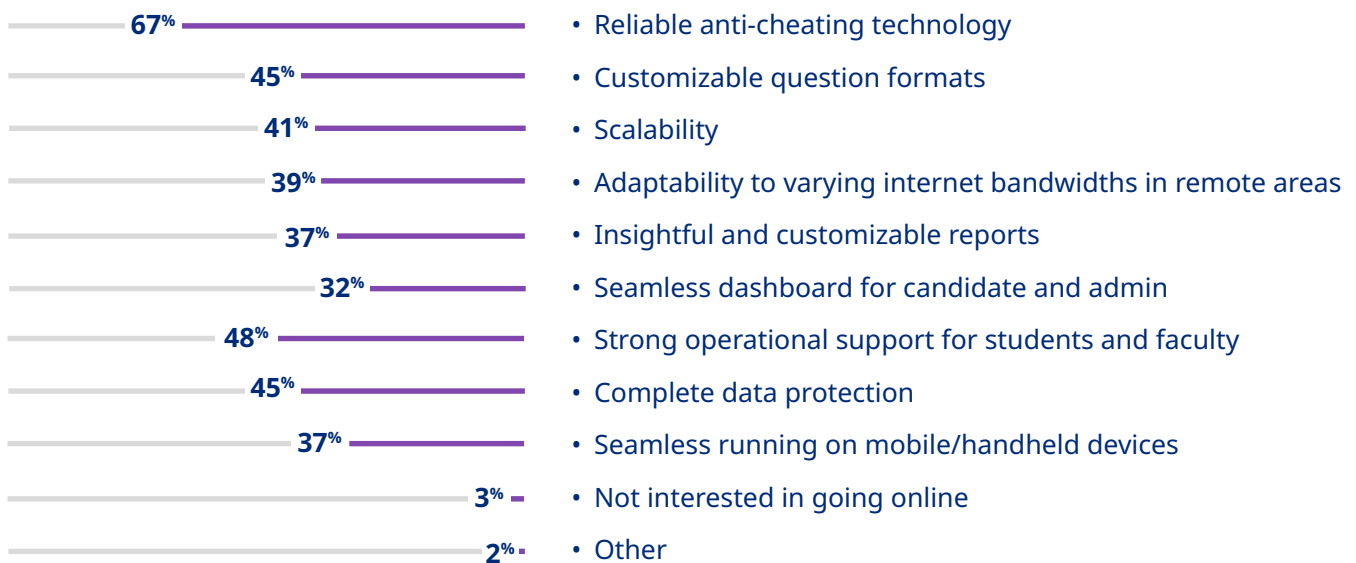 67% • Reliable anti-cheating technology
45% • Customizable question formats
41% • Scalability
39% • Adaptability to varying internet bandwidths in remote areas
37% • Insightful and customizable reports
32% • Seamless dashboard for candidate and admin
48% • Strong operational support for students and faculty
45% • Complete data protection
37% • Seamless running on mobile/handheld devices
3% • Not interested in going online
2% • Other